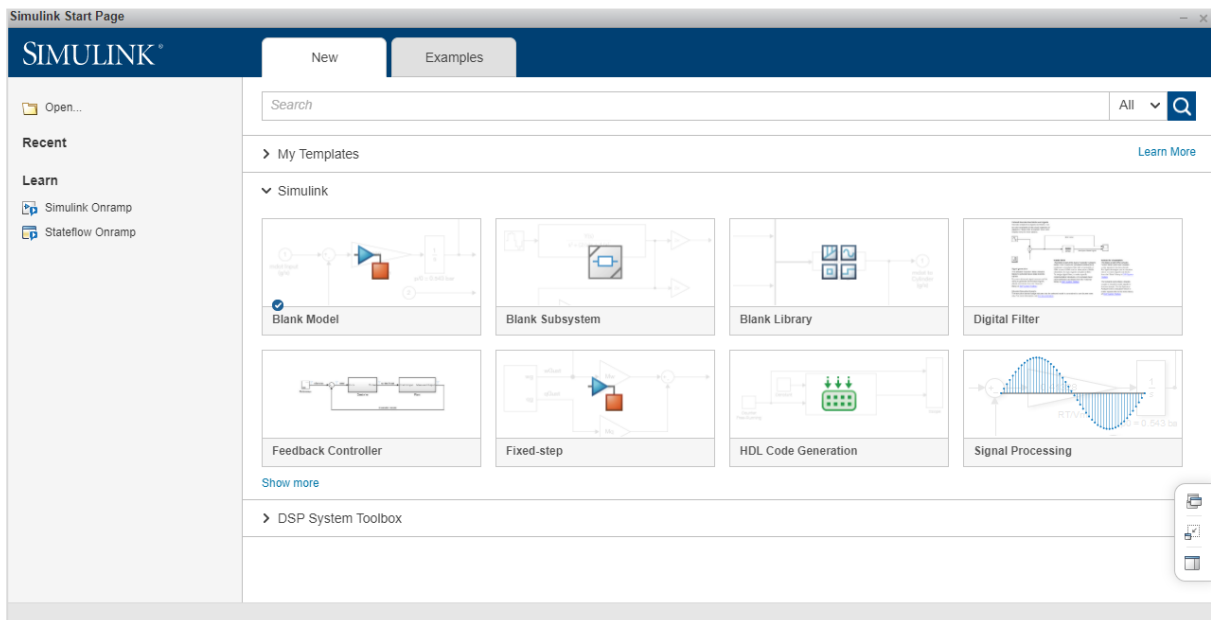 Simulink Start Page
SIMULINK®
New
Examples
Open...
Recent
Learn
Simulink Onramp
Stateflow Onramp
Search
All
My Templates
Learn More
Simulink
Blank Model
Blank Subsystem
Blank Library
Digital Filter
Feedback Controller
Fixed-step
HDL Code Generation
Signal Processing
Show more
DSP System Toolbox